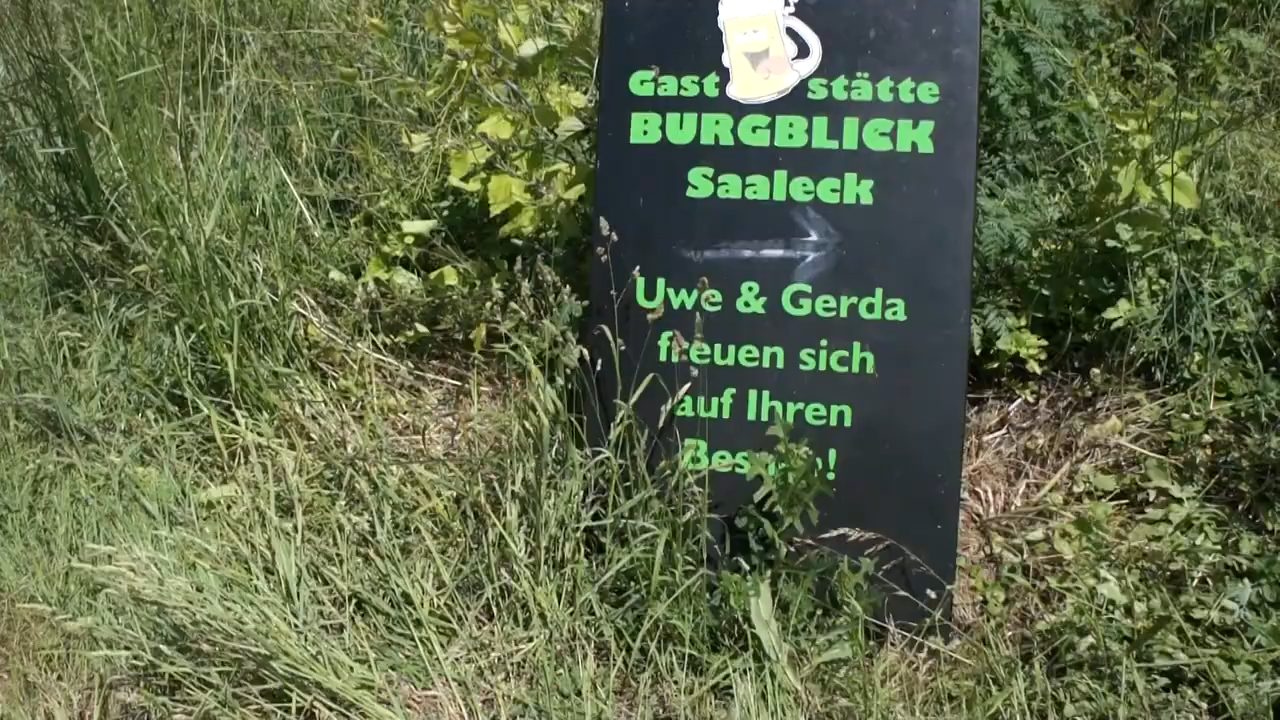 Gast stätte
BURGBLICK
Saaleck
Uwe & Gerda
freuen sich
auf Ihren